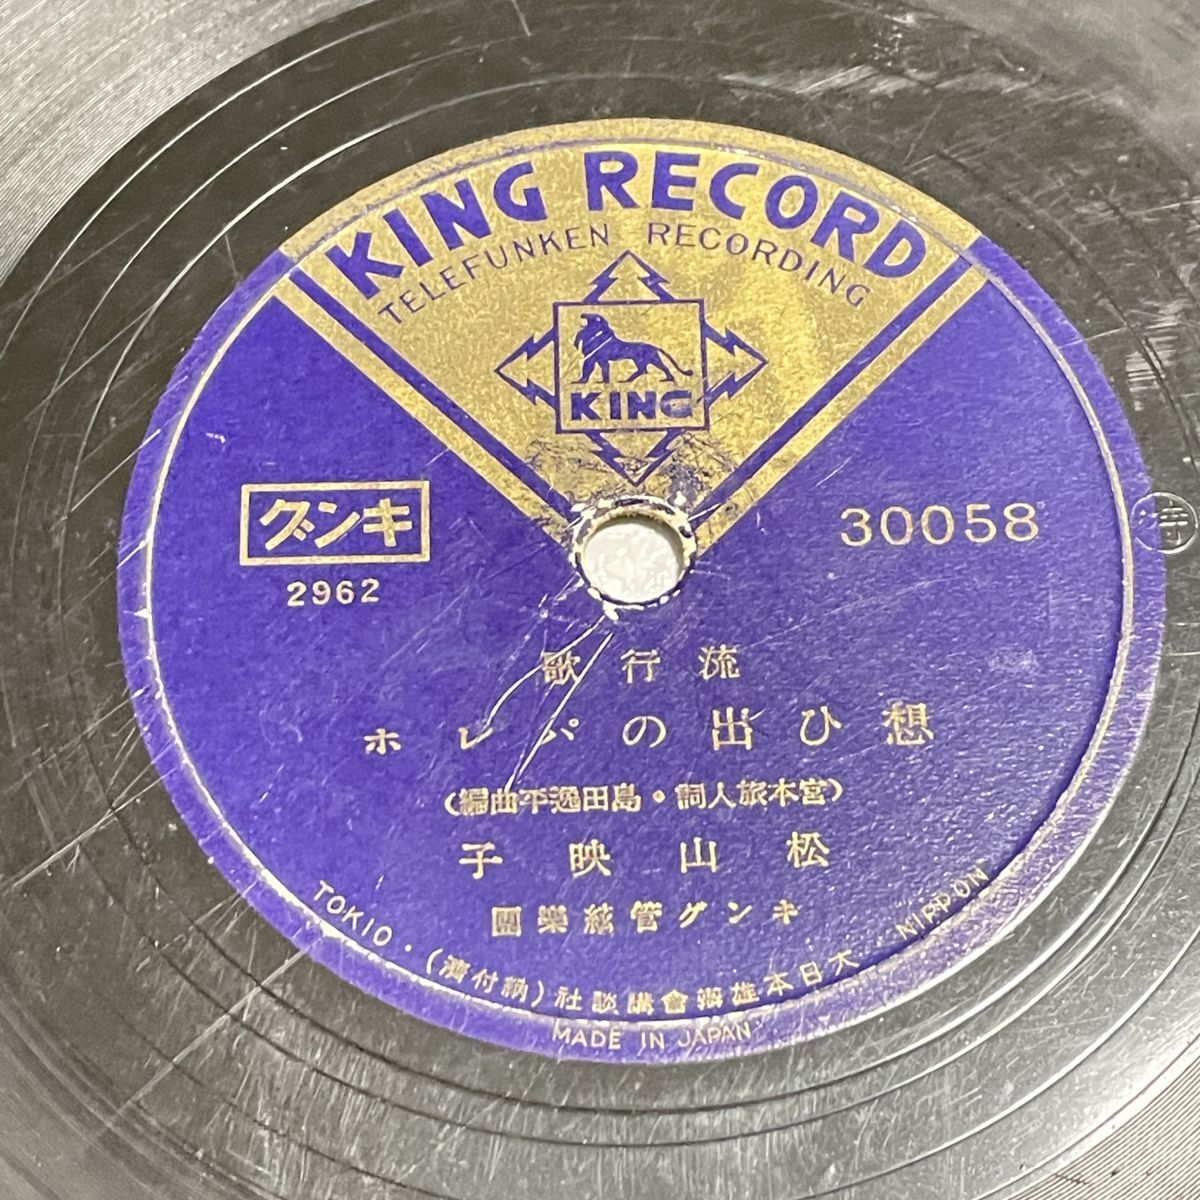 KING RECORD
TELEFUNKEN RECORDING
KING
キング
30058
2962
特
流行歌
想ひ出のパレホ
(宮本旅人詞・島田逸平曲編)
松山映子
キング管絃樂團
TOKIO・(濟付納)社談講會辯雄本日大・NIPPON
MADE IN JAPAN